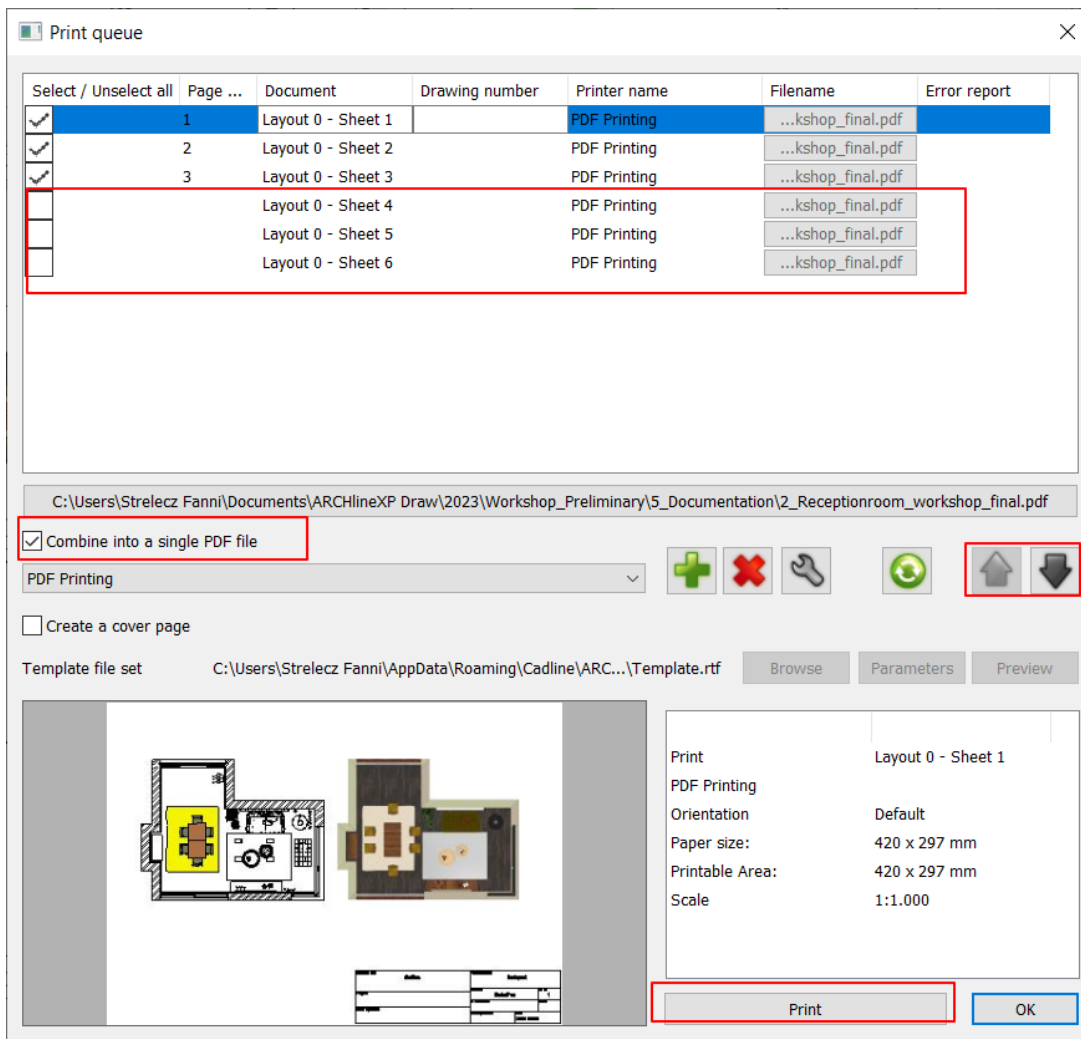 Print queue
Select / Unselect all Page ... Document Drawing number Printer name Filename Error report
1 Layout 0 - Sheet 1 PDF Printing ...kshop_final.pdf
2 Layout 0 - Sheet 2 PDF Printing ...kshop_final.pdf
3 Layout 0 - Sheet 3 PDF Printing ...kshop_final.pdf
Layout 0 - Sheet 4 PDF Printing ...kshop_final.pdf
Layout 0 - Sheet 5 PDF Printing ...kshop_final.pdf
Layout 0 - Sheet 6 PDF Printing ...kshop_final.pdf
C:\Users\Strelecz Fanni\Documents\ARCHlineXP Draw\2023\Workshop_Preliminary\5_Documentation\2_Receptionroom_workshop_final.pdf
Combine into a single PDF file
PDF Printing
Create a cover page
Template file set C:\Users\Strelecz Fanni\AppData\Roaming\Cadline\ARC...\Template.rtf Browse Parameters Preview
Print Layout 0 - Sheet 1
PDF Printing
Orientation Default
Paper size: 420 x 297 mm
Printable Area: 420 x 297 mm
Scale 1:1.000
Print OK